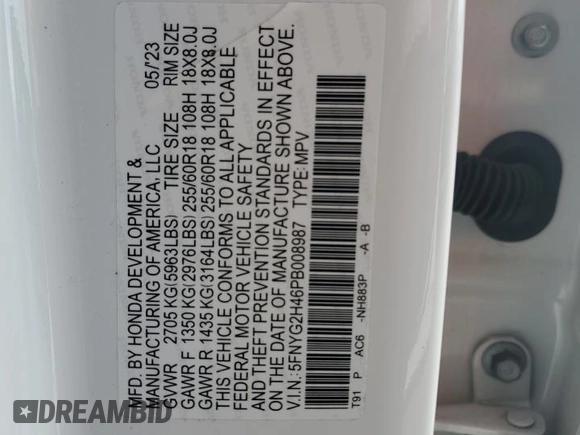 MFD. BY HONDA DEVELOPMENT &
MANUFACTURING OF AMERICA, LLC 05/'23
GVWR 2705 KG(5963LBS) TIRE SIZE RIM SIZE
GAWR F 1350 KG(2976LBS) 255/60R18 108H 18X8.0J
GAWR R 1435 KG(3164LBS) 255/60R18 108H 18X8.0J
THIS VEHICLE CONFORMS TO ALL APPLICABLE
FEDERAL MOTOR VEHICLE SAFETY
AND THEFT PREVENTION STANDARDS IN EFFECT
ON THE DATE OF MANUFACTURE SHOWN ABOVE.
V.I.N.: 5FNYG2H46PB008987 TYPE: MPV
T91 P AC6 -NH883P -A -B
DREAMBID